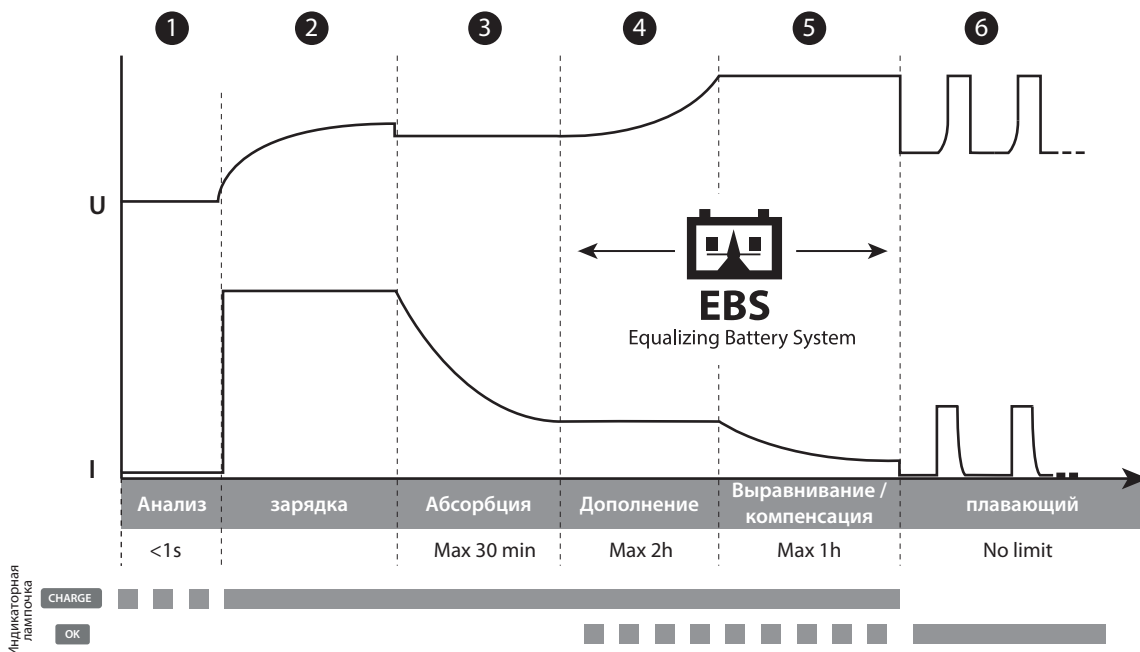 1 2 3 4 5 6
U
EBS
Equalizing Battery System
I
Анализ
зарядка
Абсорбция
Дополнение
Выравнивание /
компенсация
плавающий
<1s
Max 30 min
Max 2h
Max 1h
No limit
Индикаторная
лампочка
CHARGE
OK